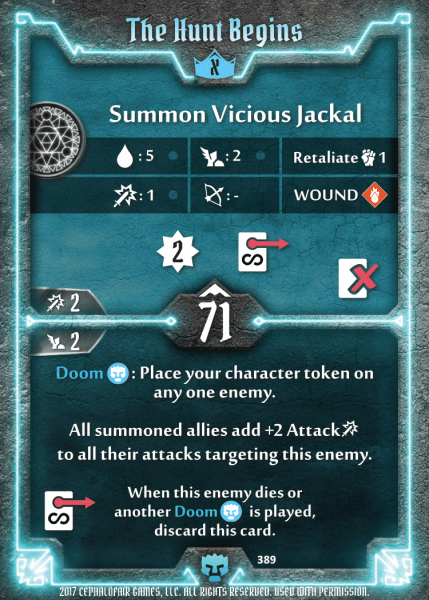 The Hunt Begins
X
Summon Vicious Jackal
: 5
: 2
Retaliate 1
: 1
: -
WOUND
2
2
71
2
Doom : Place your character token on
any one enemy.
All summoned allies add +2 Attack
to all their attacks targeting this enemy.
When this enemy dies or
another Doom is played,
discard this card.
389
2017 CEPHALOFAIR GAMES, LLC. ALL RIGHTS RESERVED. USED WITH PERMISSION.